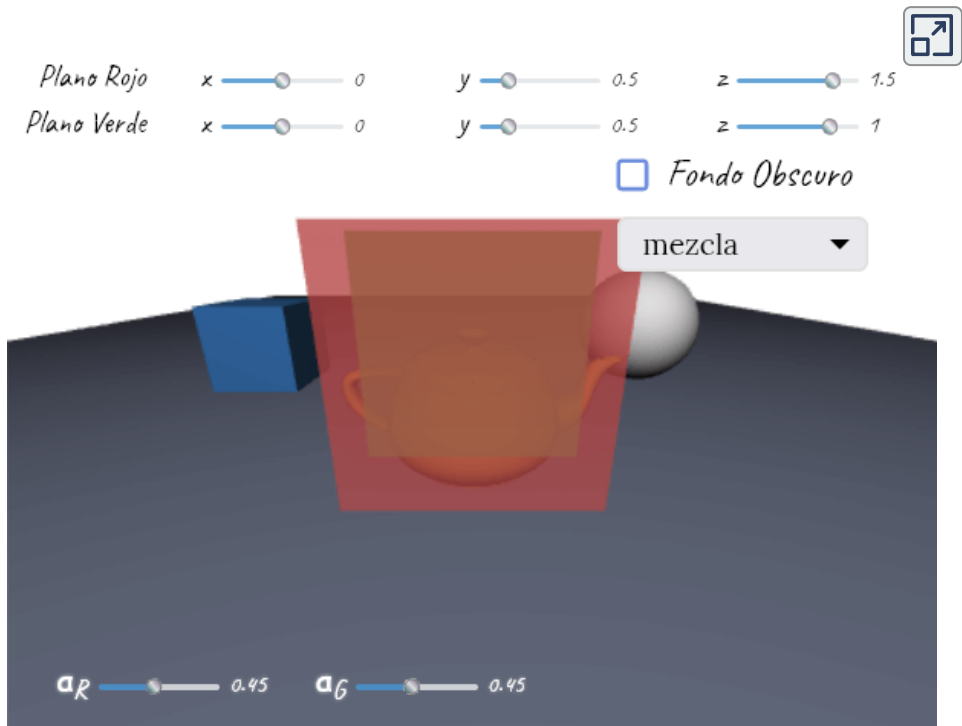 Plano Rojo x 0 y 0.5 z 1.5
Plano Verde x 0 y 0.5 z 1
Fondo Obscuro
mezcla
αR 0.45 αG 0.45